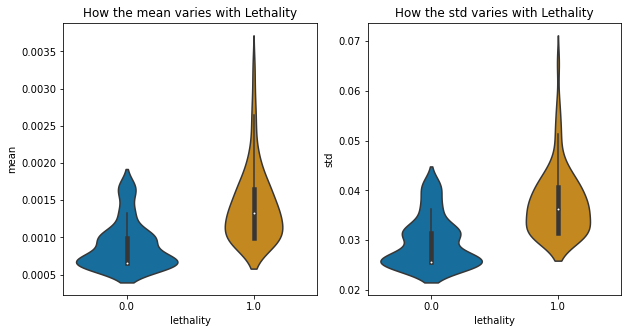 How the mean varies with Lethality
How the std varies with Lethality
0.0035
0.0030
0.0025
0.0020
0.0015
0.0010
0.0005
mean
0.0
1.0
lethality
0.07
0.06
0.05
0.04
0.03
0.02
std
0.0
1.0
lethality